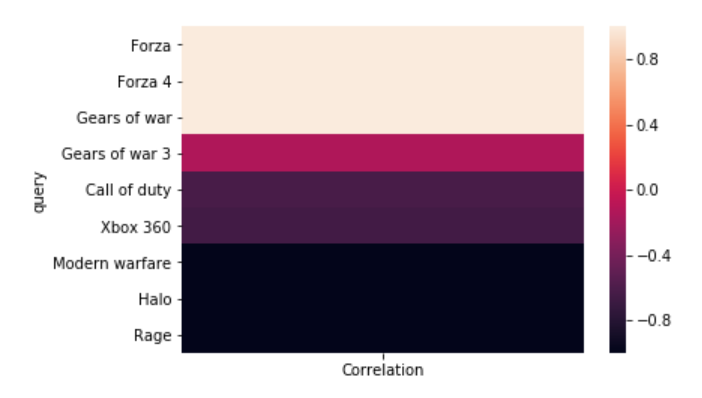 Forza
Forza 4
Gears of war
Gears of war 3
Call of duty
Xbox 360
Modern warfare
Halo
Rage
query
Correlation
0.8
0.4
0.0
−0.4
−0.8